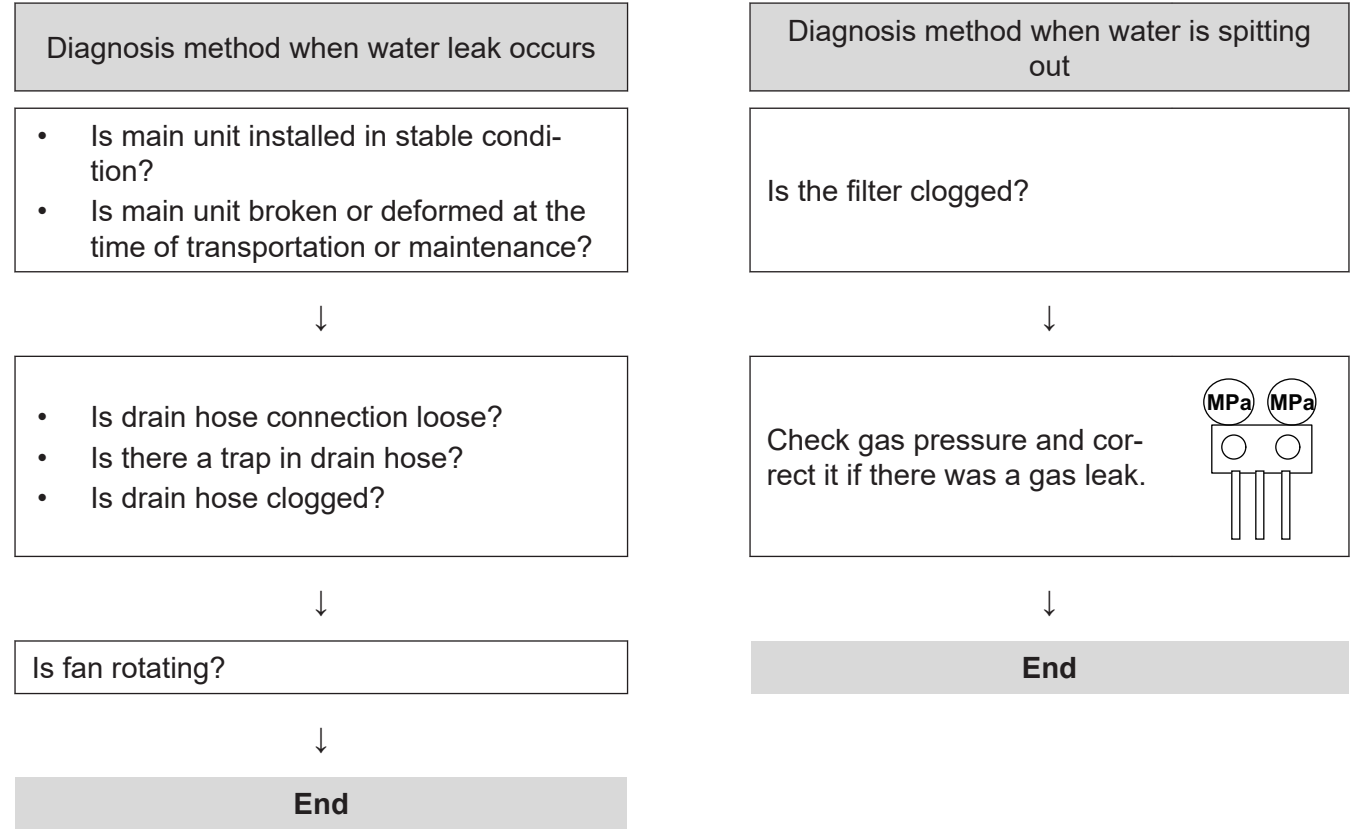 Diagnosis method when water leak occurs
• Is main unit installed in stable condi-
tion?
• Is main unit broken or deformed at the
time of transportation or maintenance?
↓
• Is drain hose connection loose?
• Is there a trap in drain hose?
• Is drain hose clogged?
↓
Is fan rotating?
↓
End
Diagnosis method when water is spitting
out
Is the filter clogged?
↓
Check gas pressure and cor-
rect it if there was a gas leak.
MPa MPa
↓
End